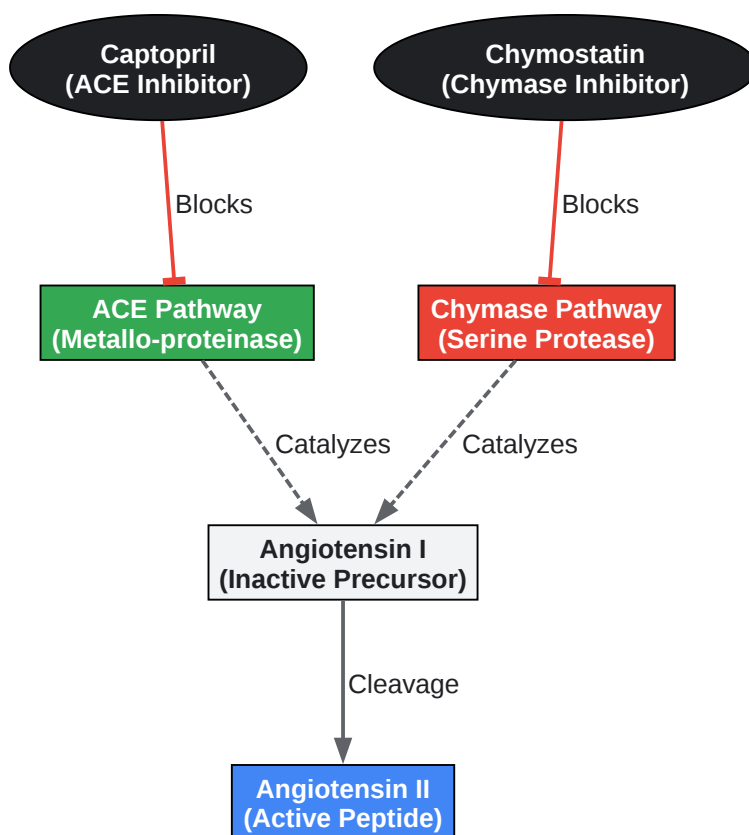 Captopril
(ACE Inhibitor)
Chymostatin
(Chymase Inhibitor)
Blocks
Blocks
ACE Pathway
(Metallo-proteinase)
Chymase Pathway
(Serine Protease)
Catalyzes
Catalyzes
Angiotensin I
(Inactive Precursor)
Cleavage
Angiotensin II
(Active Peptide)